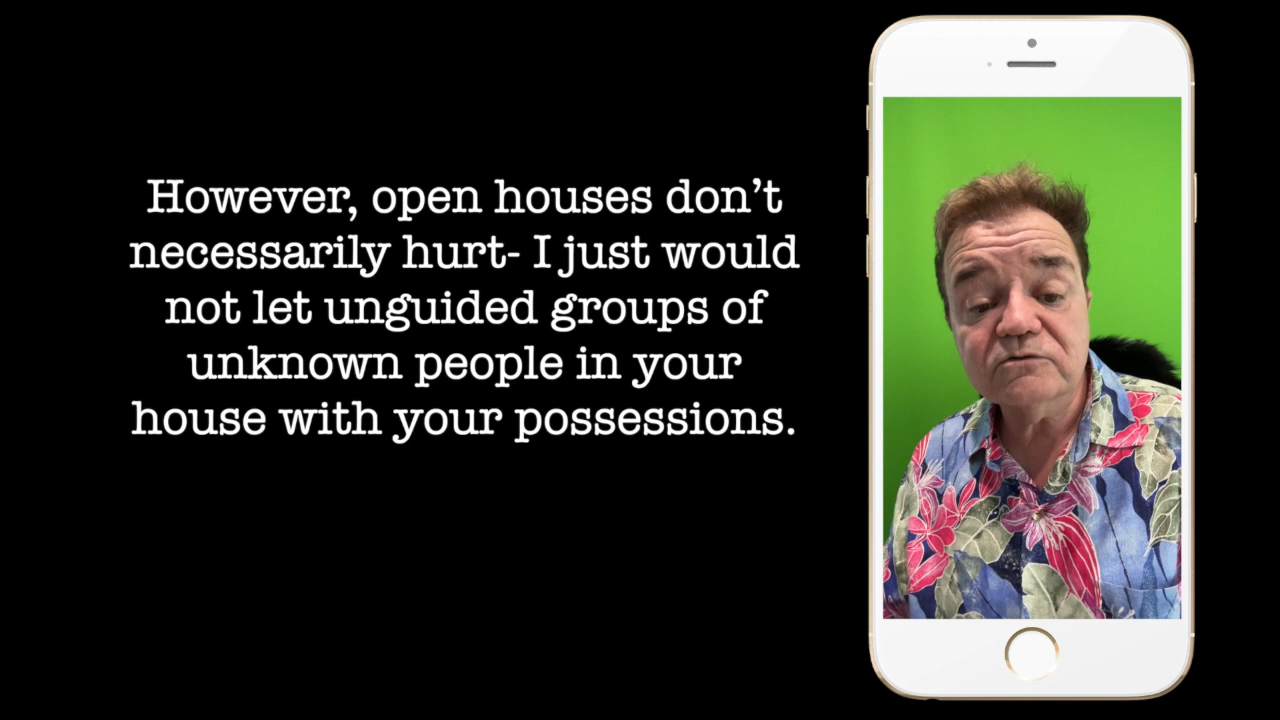 However, open houses don’t
necessarily hurt- I just would
not let unguided groups of
unknown people in your
house with your possessions.